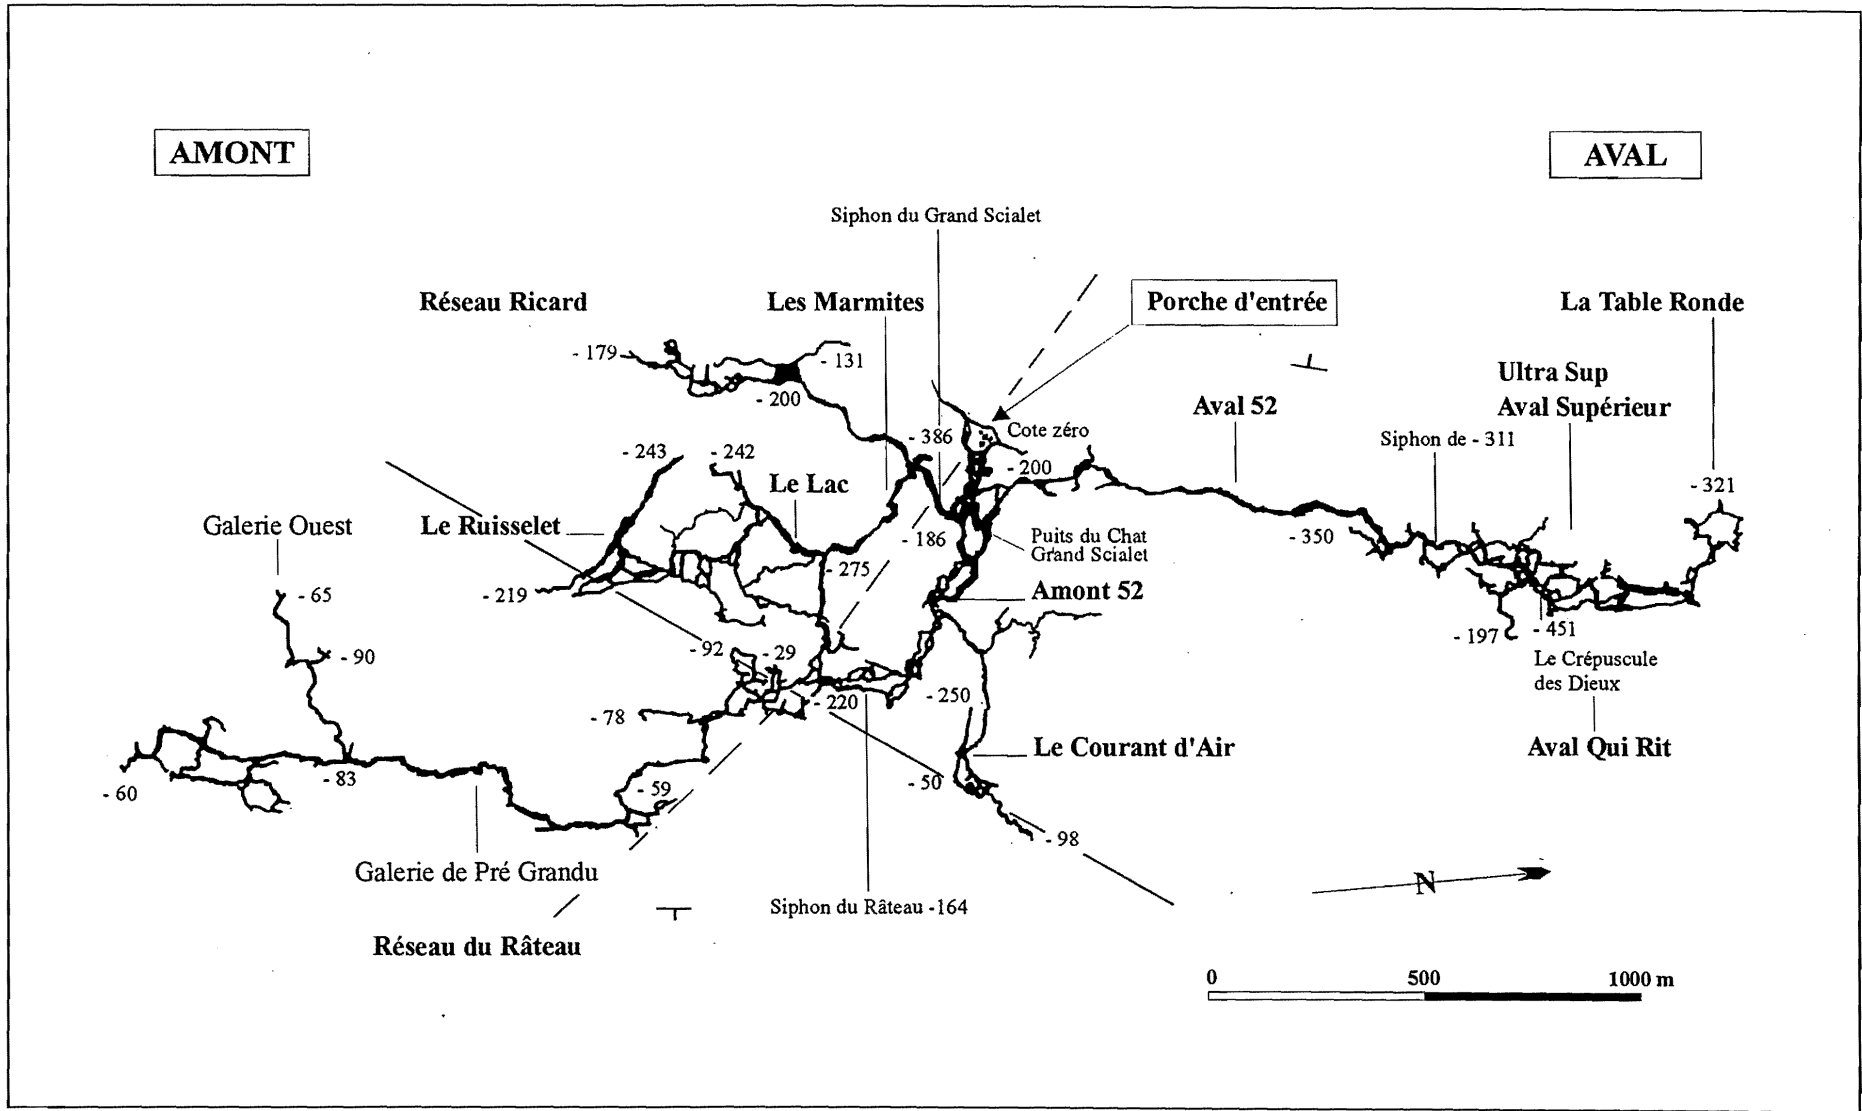 AMONT
AVAL
Siphon du Grand Scialet
Réseau Ricard
Les Marmites
Porche d'entrée
La Table Ronde
- 179
- 131
Ultra Sup
Aval Supérieur
- 200
Aval 52
- 386
Cote zéro
Siphon de - 311
- 243
- 242
- 200
Le Lac
- 321
Galerie Ouest
Le Ruisselet
- 186
Puits du Chat
Grand Scialet
- 350
- 275
- 65
- 219
Amont 52
- 92
- 29
- 197
- 451
- 90
Le Crépuscule
des Dieux
- 78
- 220
- 250
Le Courant d'Air
Aval Qui Rit
- 60
- 83
- 59
- 50
- 98
Galerie de Pré Grandu
N
Siphon du Râteau -164
Réseau du Râteau
0
500
1000 m